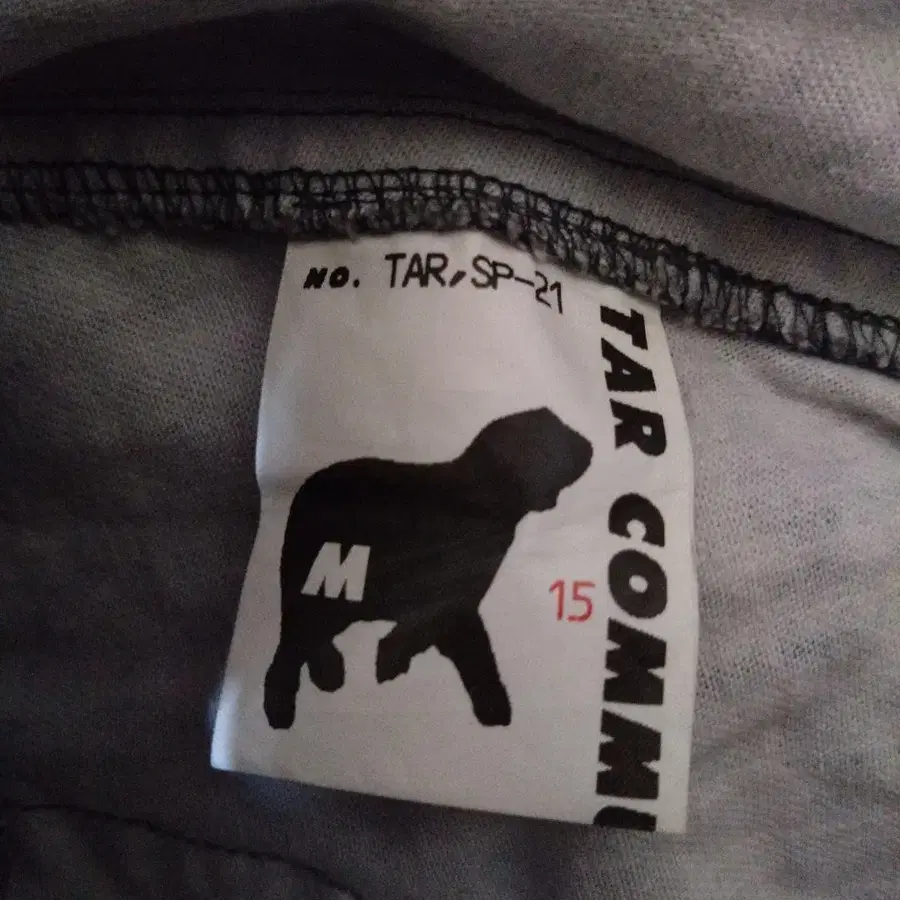 NO. TAR,SP-21
TAR COMM
M
15